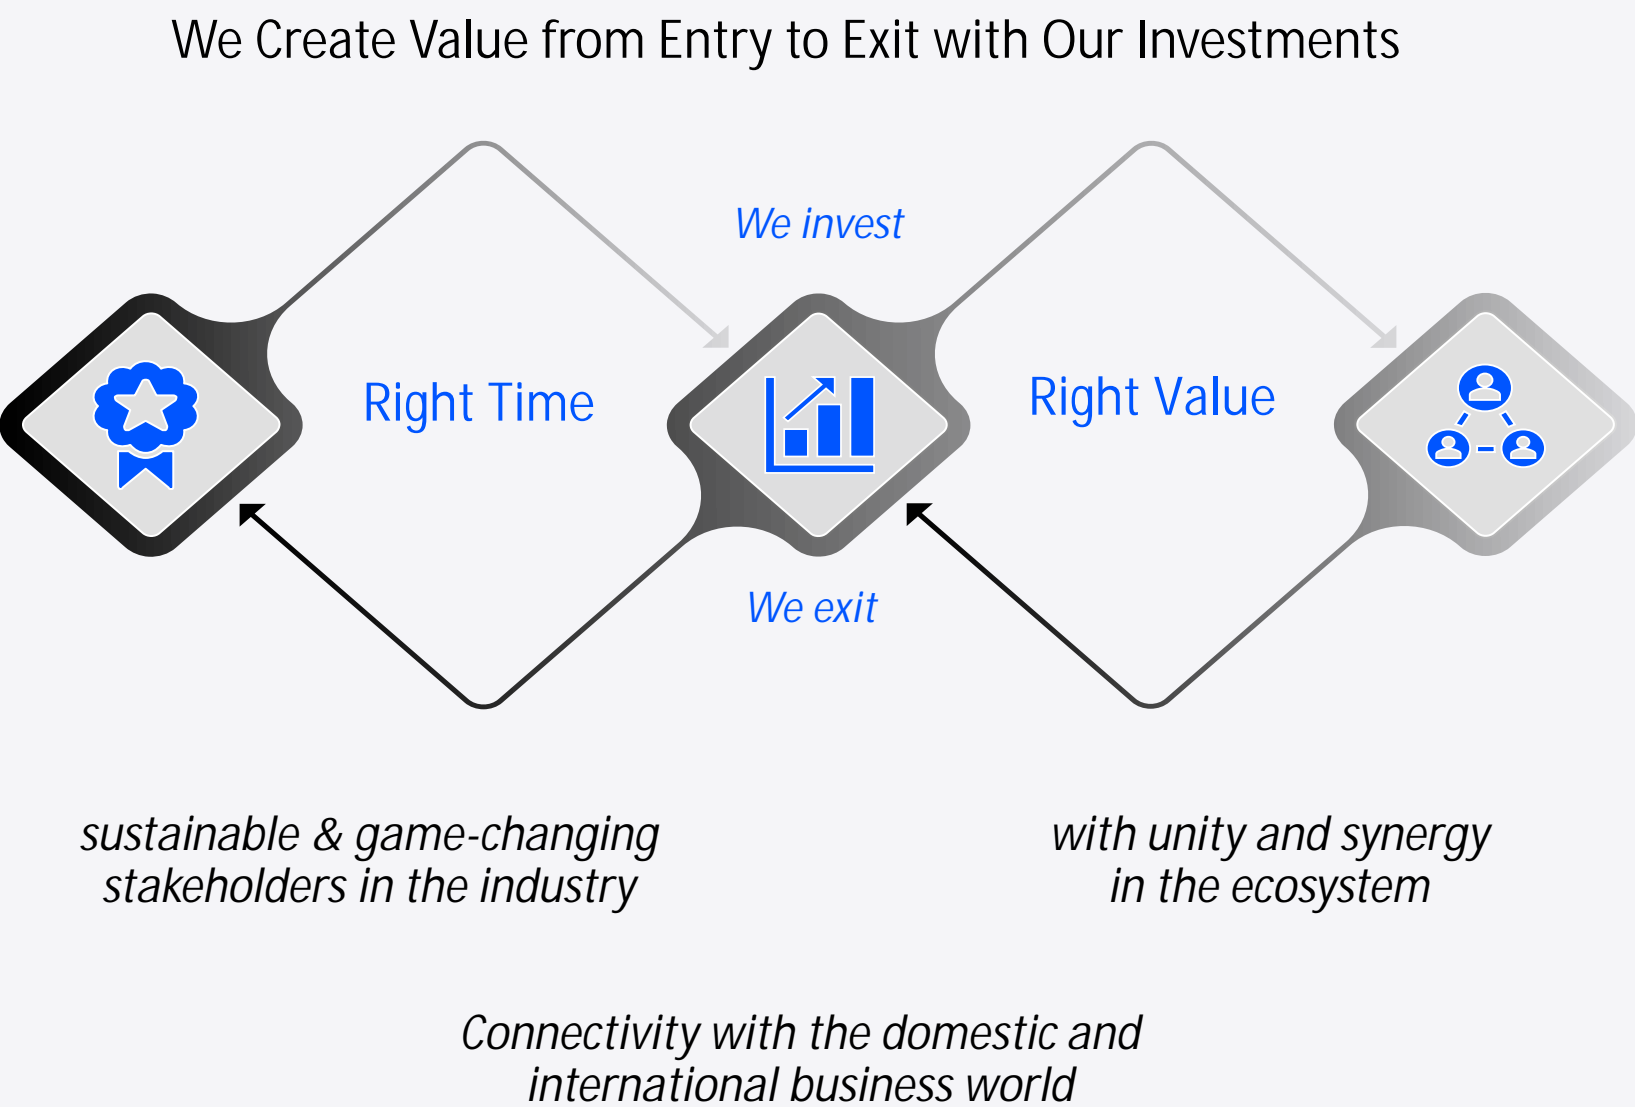 We Create Value from Entry to Exit with Our Investments
We invest
Right Time
Right Value
We exit
sustainable & game-changing
stakeholders in the industry
with unity and synergy
in the ecosystem
Connectivity with the domestic and
international business world